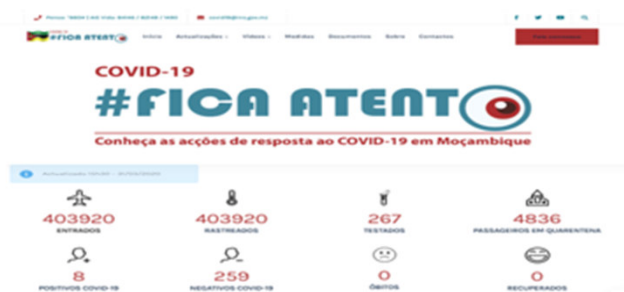 #FICA ATENTO
Início Actualizações Vídeos Medidas Documentos Sobre Contactos
COVID-19
#FICA ATENTO
Conheça as acções de resposta ao COVID-19 em Moçambique
403920 403920 267 4836
ENTRADOS RASTREADOS TESTADOS PASSAGEIROS EM QUARENTENA
8 259 0 0
POSITIVOS COVID-19 NEGATIVOS COVID-19 ÓBITOS RECUPERADOS